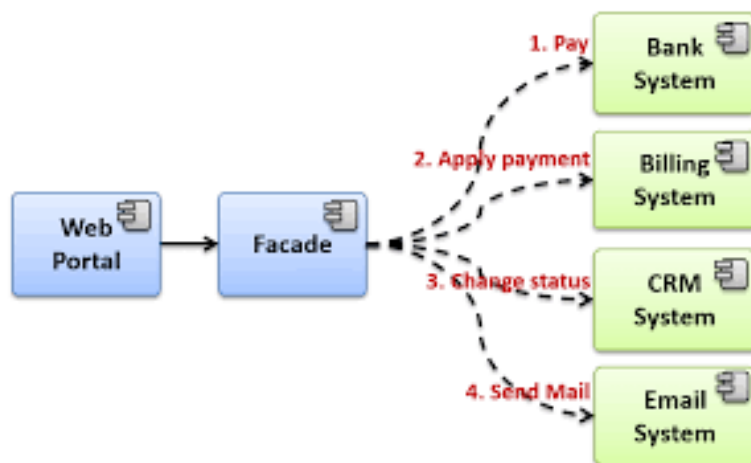 1. Pay
Bank
System
2. Apply payment
Billing
System
Web
Portal
Facade
3. Change status
CRM
System
4. Send Mail
Email
System